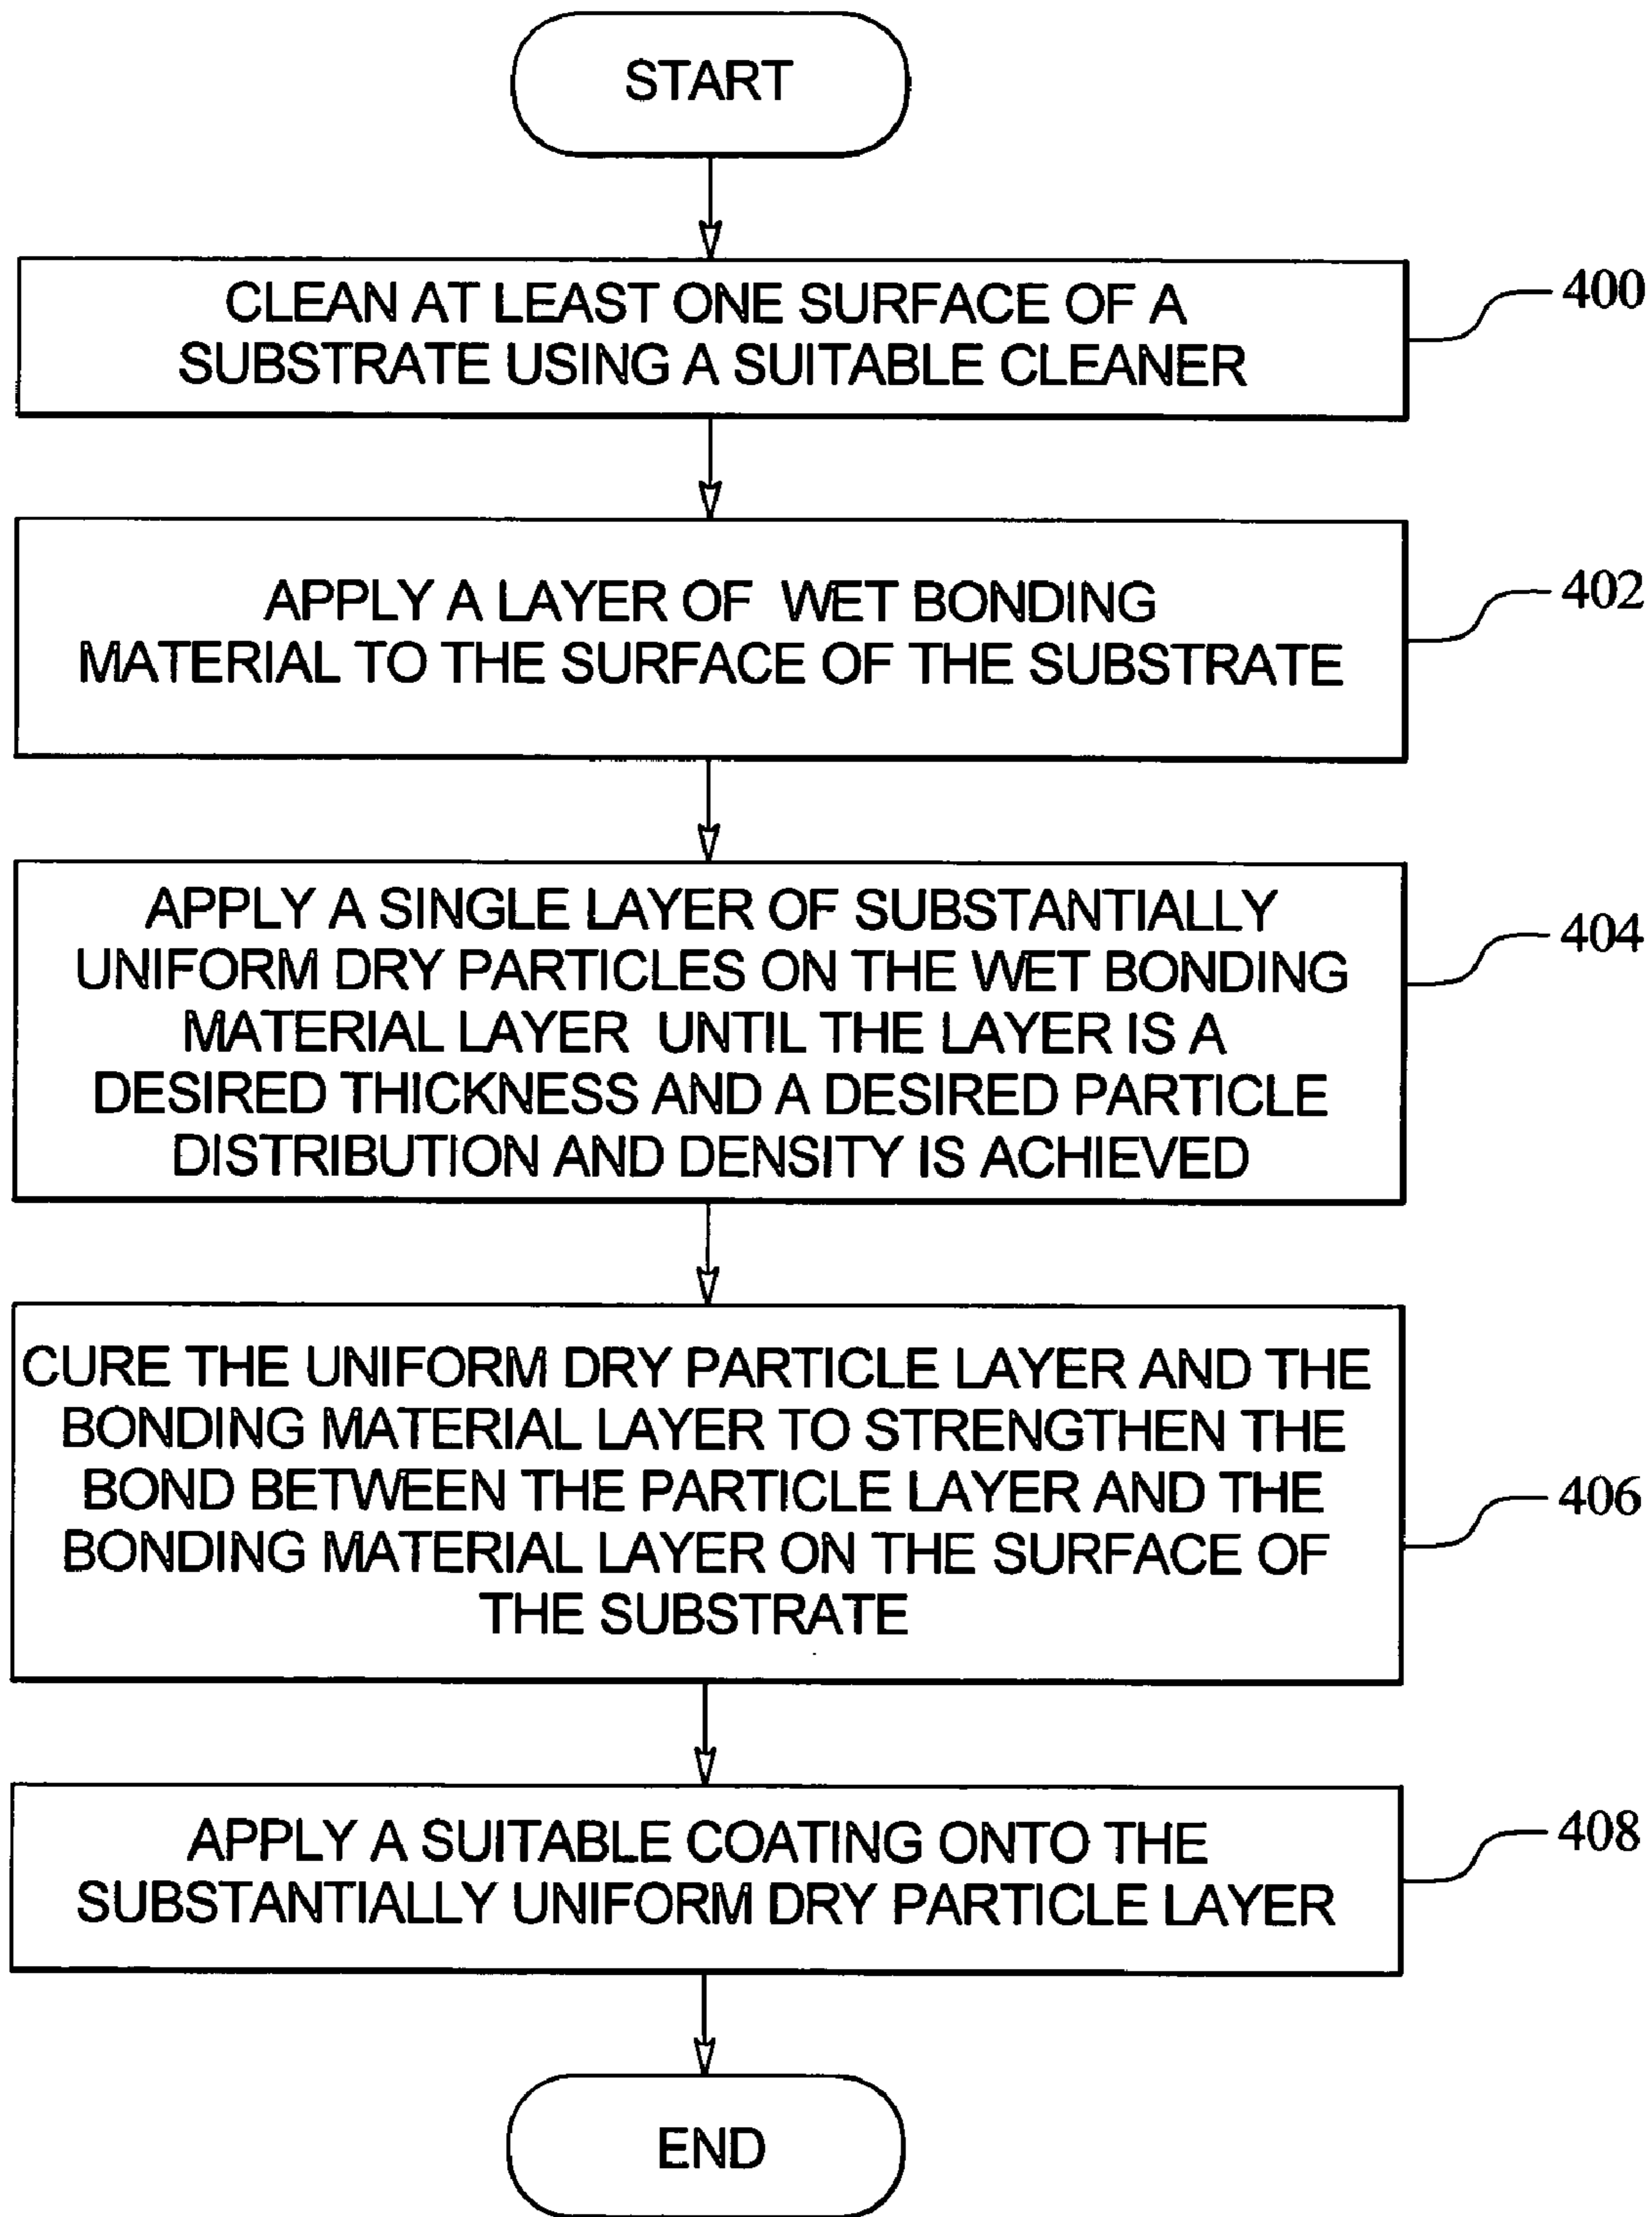 START
CLEAN AT LEAST ONE SURFACE OF A
SUBSTRATE USING A SUITABLE CLEANER
400
APPLY A LAYER OF WET BONDING
MATERIAL TO THE SURFACE OF THE SUBSTRATE
402
APPLY A SINGLE LAYER OF SUBSTANTIALLY
UNIFORM DRY PARTICLES ON THE WET BONDING
MATERIAL LAYER UNTIL THE LAYER IS A
DESIRED THICKNESS AND A DESIRED PARTICLE
DISTRIBUTION AND DENSITY IS ACHIEVED
404
CURE THE UNIFORM DRY PARTICLE LAYER AND THE
BONDING MATERIAL LAYER TO STRENGTHEN THE
BOND BETWEEN THE PARTICLE LAYER AND THE
BONDING MATERIAL LAYER ON THE SURFACE OF
THE SUBSTRATE
406
APPLY A SUITABLE COATING ONTO THE
SUBSTANTIALLY UNIFORM DRY PARTICLE LAYER
408
END